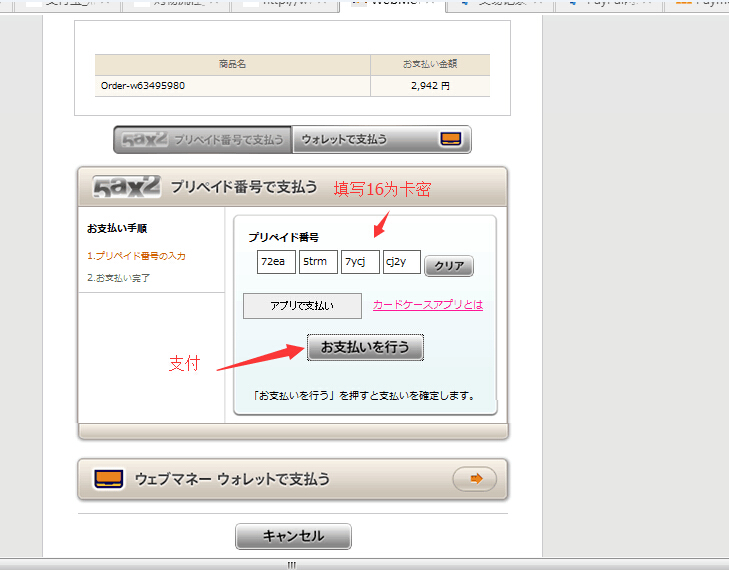 WebMe
商品名 お支払い金額
Order-w63495980 2,942 円
5ax2 プリペイド番号で支払う ウォレットで支払う
5ax2 プリペイド番号で支払う 填写16为卡密
お支払い手順
1.プリペイド番号の入力
2.お支払い完了
プリペイド番号
72ea 5trm 7ycj cj2y クリア
アプリで支払い カードケースアプリとは
支付 お支払いを行う
「お支払いを行う」を押すと支払いを確定します。
ウェブマネー ウォレットで支払う
キャンセル